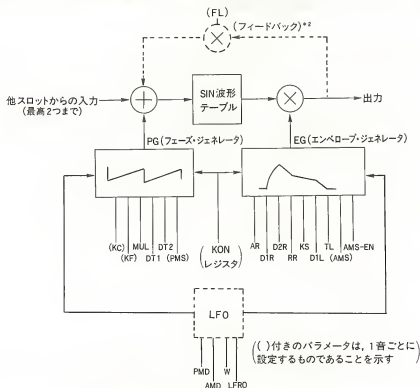 (FL)
(フィードバック)*2
他スロットからの入力
(最高2つまで)
SIN波形
テーブル
出力
PG(フェーズ・ジェネレータ)
EG(エンベロープ・ジェネレータ)
(KC)
(KF)
MUL
DT1
DT2
(PMS)
(KON
レジスタ)
AR
D1R
D2R
RR
KS
D1L
TL
(AMS)
AMS-EN
LFO
PMD
AMD
W
LFRQ
( )付きのパラメータは,1音ごとに
設定するものであることを示す